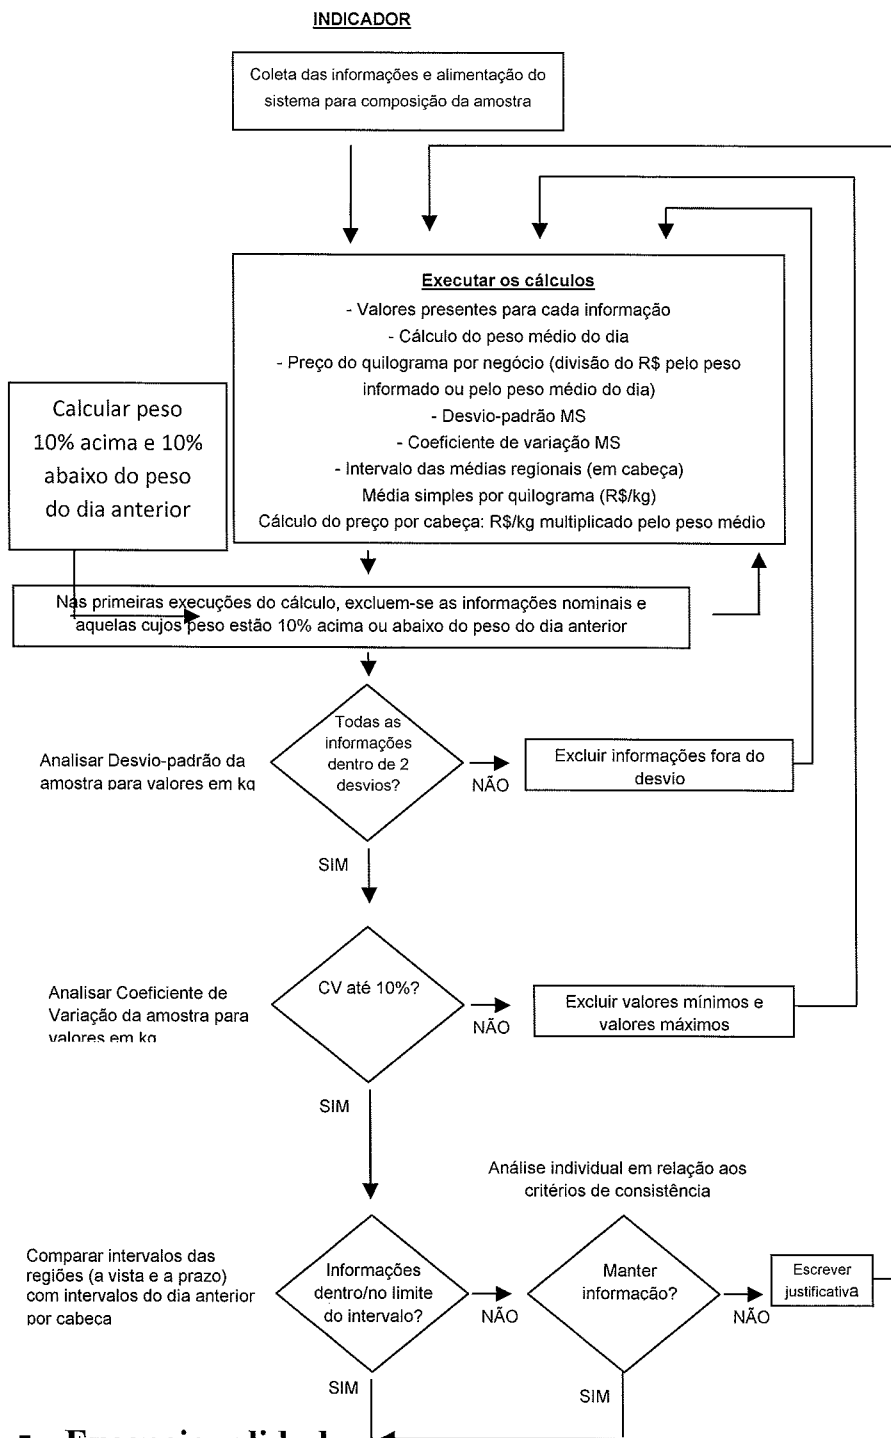 INDICADOR
Coleta das informações e alimentação do
sistema para composição da amostra
Executar os cálculos
- Valores presentes para cada informação
- Cálculo do peso médio do dia
- Preço do quilograma por negócio (divisão do R$ pelo peso
informado ou pelo peso médio do dia)
- Desvio-padrão MS
- Coeficiente de variação MS
- Intervalo das médias regionais (em cabeça)
Média simples por quilograma (R$/kg)
Cálculo do preço por cabeça: R$/kg multiplicado pelo peso médio
Calcular peso
10% acima e 10%
abaixo do peso
do dia anterior
Nas primeiras execuções do cálculo, excluem-se as informações nominais e
aquelas cujos peso estão 10% acima ou abaixo do peso do dia anterior
Analisar Desvio-padrão da
amostra para valores em kg
Todas as
informações
dentro de 2
desvios?
NÃO
Excluir informações fora do
desvio
SIM
Analisar Coeficiente de
Variação da amostra para
valores em kg
CV até 10%?
NÃO
Excluir valores mínimos e
valores máximos
SIM
Análise individual em relação aos
critérios de consistência
Comparar intervalos das
regiões (a vista e a prazo)
com intervalos do dia anterior
por cabeca
Informações
dentro/no limite
do intervalo?
NÃO
Manter
informacão?
NÃO
Escrever
justificativa
SIM
SIM